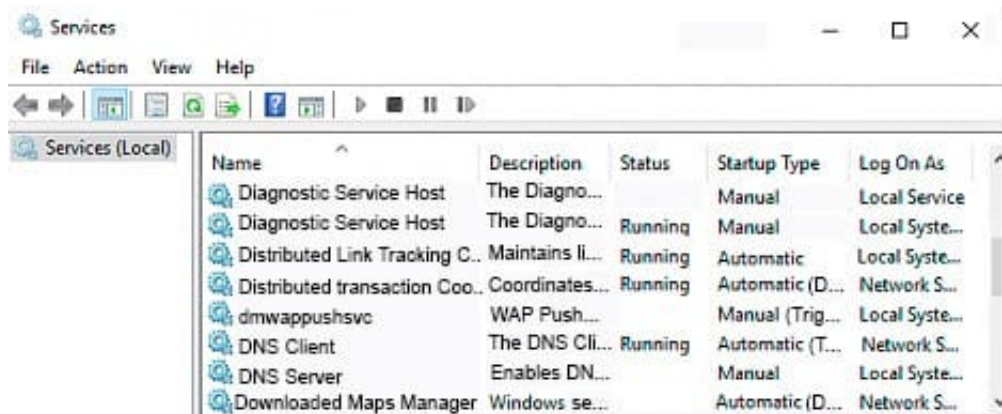 Services
File Action View Help
Services (Local)
Name Description Status Startup Type Log On As
Diagnostic Service Host The Diagno... Manual Local Service
Diagnostic Service Host The Diagno... Running Manual Local Syste...
Distributed Link Tracking C.. Maintains li... Running Automatic Local Syste...
Distributed transaction Coo.. Coordinates... Running Automatic (D... Network S...
dmwappushsvc WAP Push.... Manual (Trig... Local Syste...
DNS Client The DNS Cli... Running Automatic (T... Network S...
DNS Server Enables DN... Manual Local Syste...
Downloaded Maps Manager Windows se... Automatic (D... Network S...